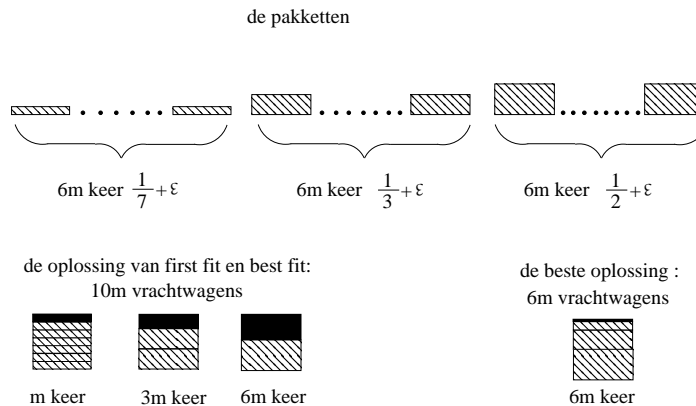 de pakketten
6m keer 1/7 + ε
6m keer 1/3 + ε
6m keer 1/2 + ε
de oplossing van first fit en best fit:
10m vrachtwagens
m keer
3m keer
6m keer
de beste oplossing :
6m vrachtwagens
6m keer